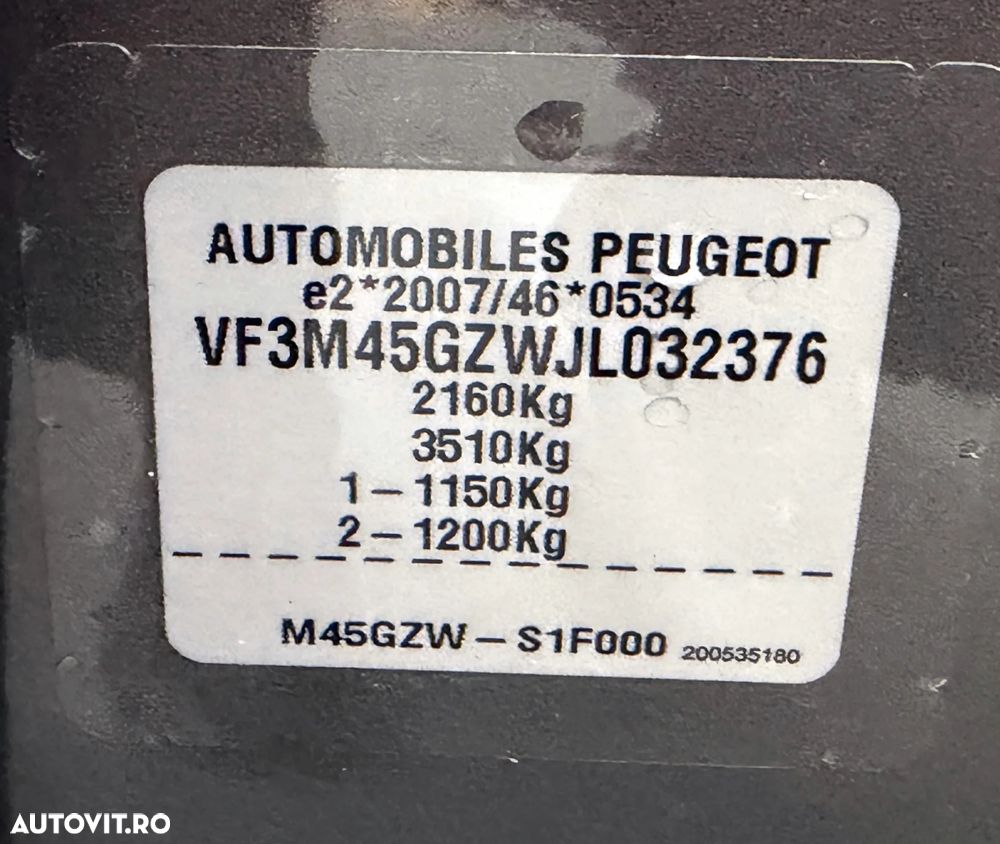 AUTOMOBILES PEUGEOT
e2*2007/46*0534
VF3M45GZWJL032376
2160Kg
3510Kg
1-1150Kg
2-1200Kg
M45GZW-S1F000 200535180
AUTOVIT.RO